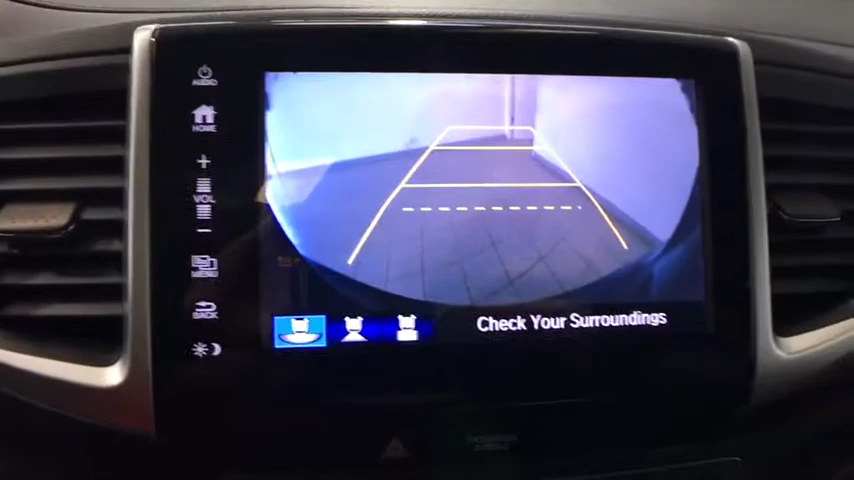 AUDIO
HOME
+
VOL
-
MENU
BACK
Check Your Surroundings